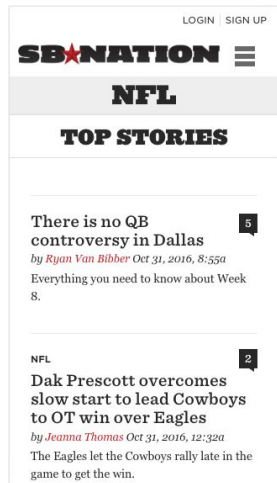 LOGIN | SIGN UP
SB★NATION
NFL
TOP STORIES
There is no QB
controversy in Dallas
5
by Ryan Van Bibber Oct 31, 2016, 8:55a
Everything you need to know about Week
8.
NFL
2
Dak Prescott overcomes
slow start to lead Cowboys
to OT win over Eagles
by Jeanna Thomas Oct 31, 2016, 12:32a
The Eagles let the Cowboys rally late in the
game to get the win.